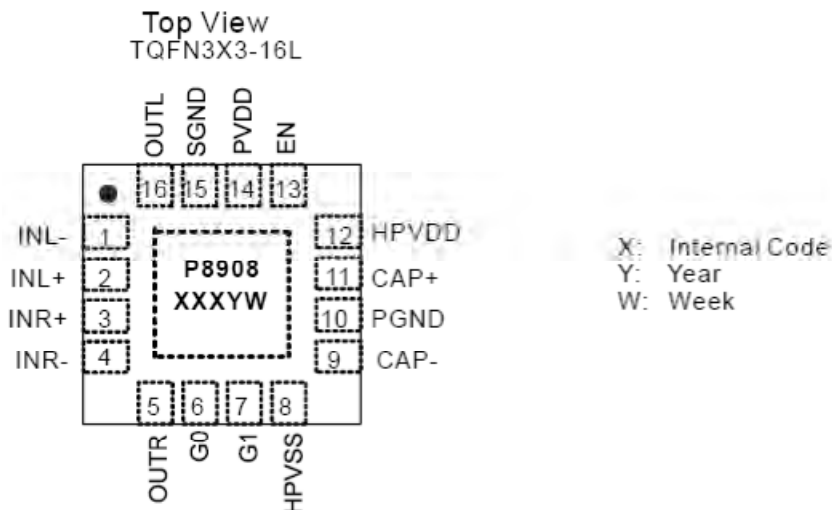 Top View
TQFN3X3-16L
OUTL SGND PVDD EN
16 15 14 13
INL- 1 12 HPVDD
INL+ 2 11 CAP+
INR+ 3 10 PGND
INR- 4 9 CAP-
P8908
XXXYW
5 6 7 8
OUTR G0 G1 HPVSS
X: Internal Code
Y: Year
W: Week